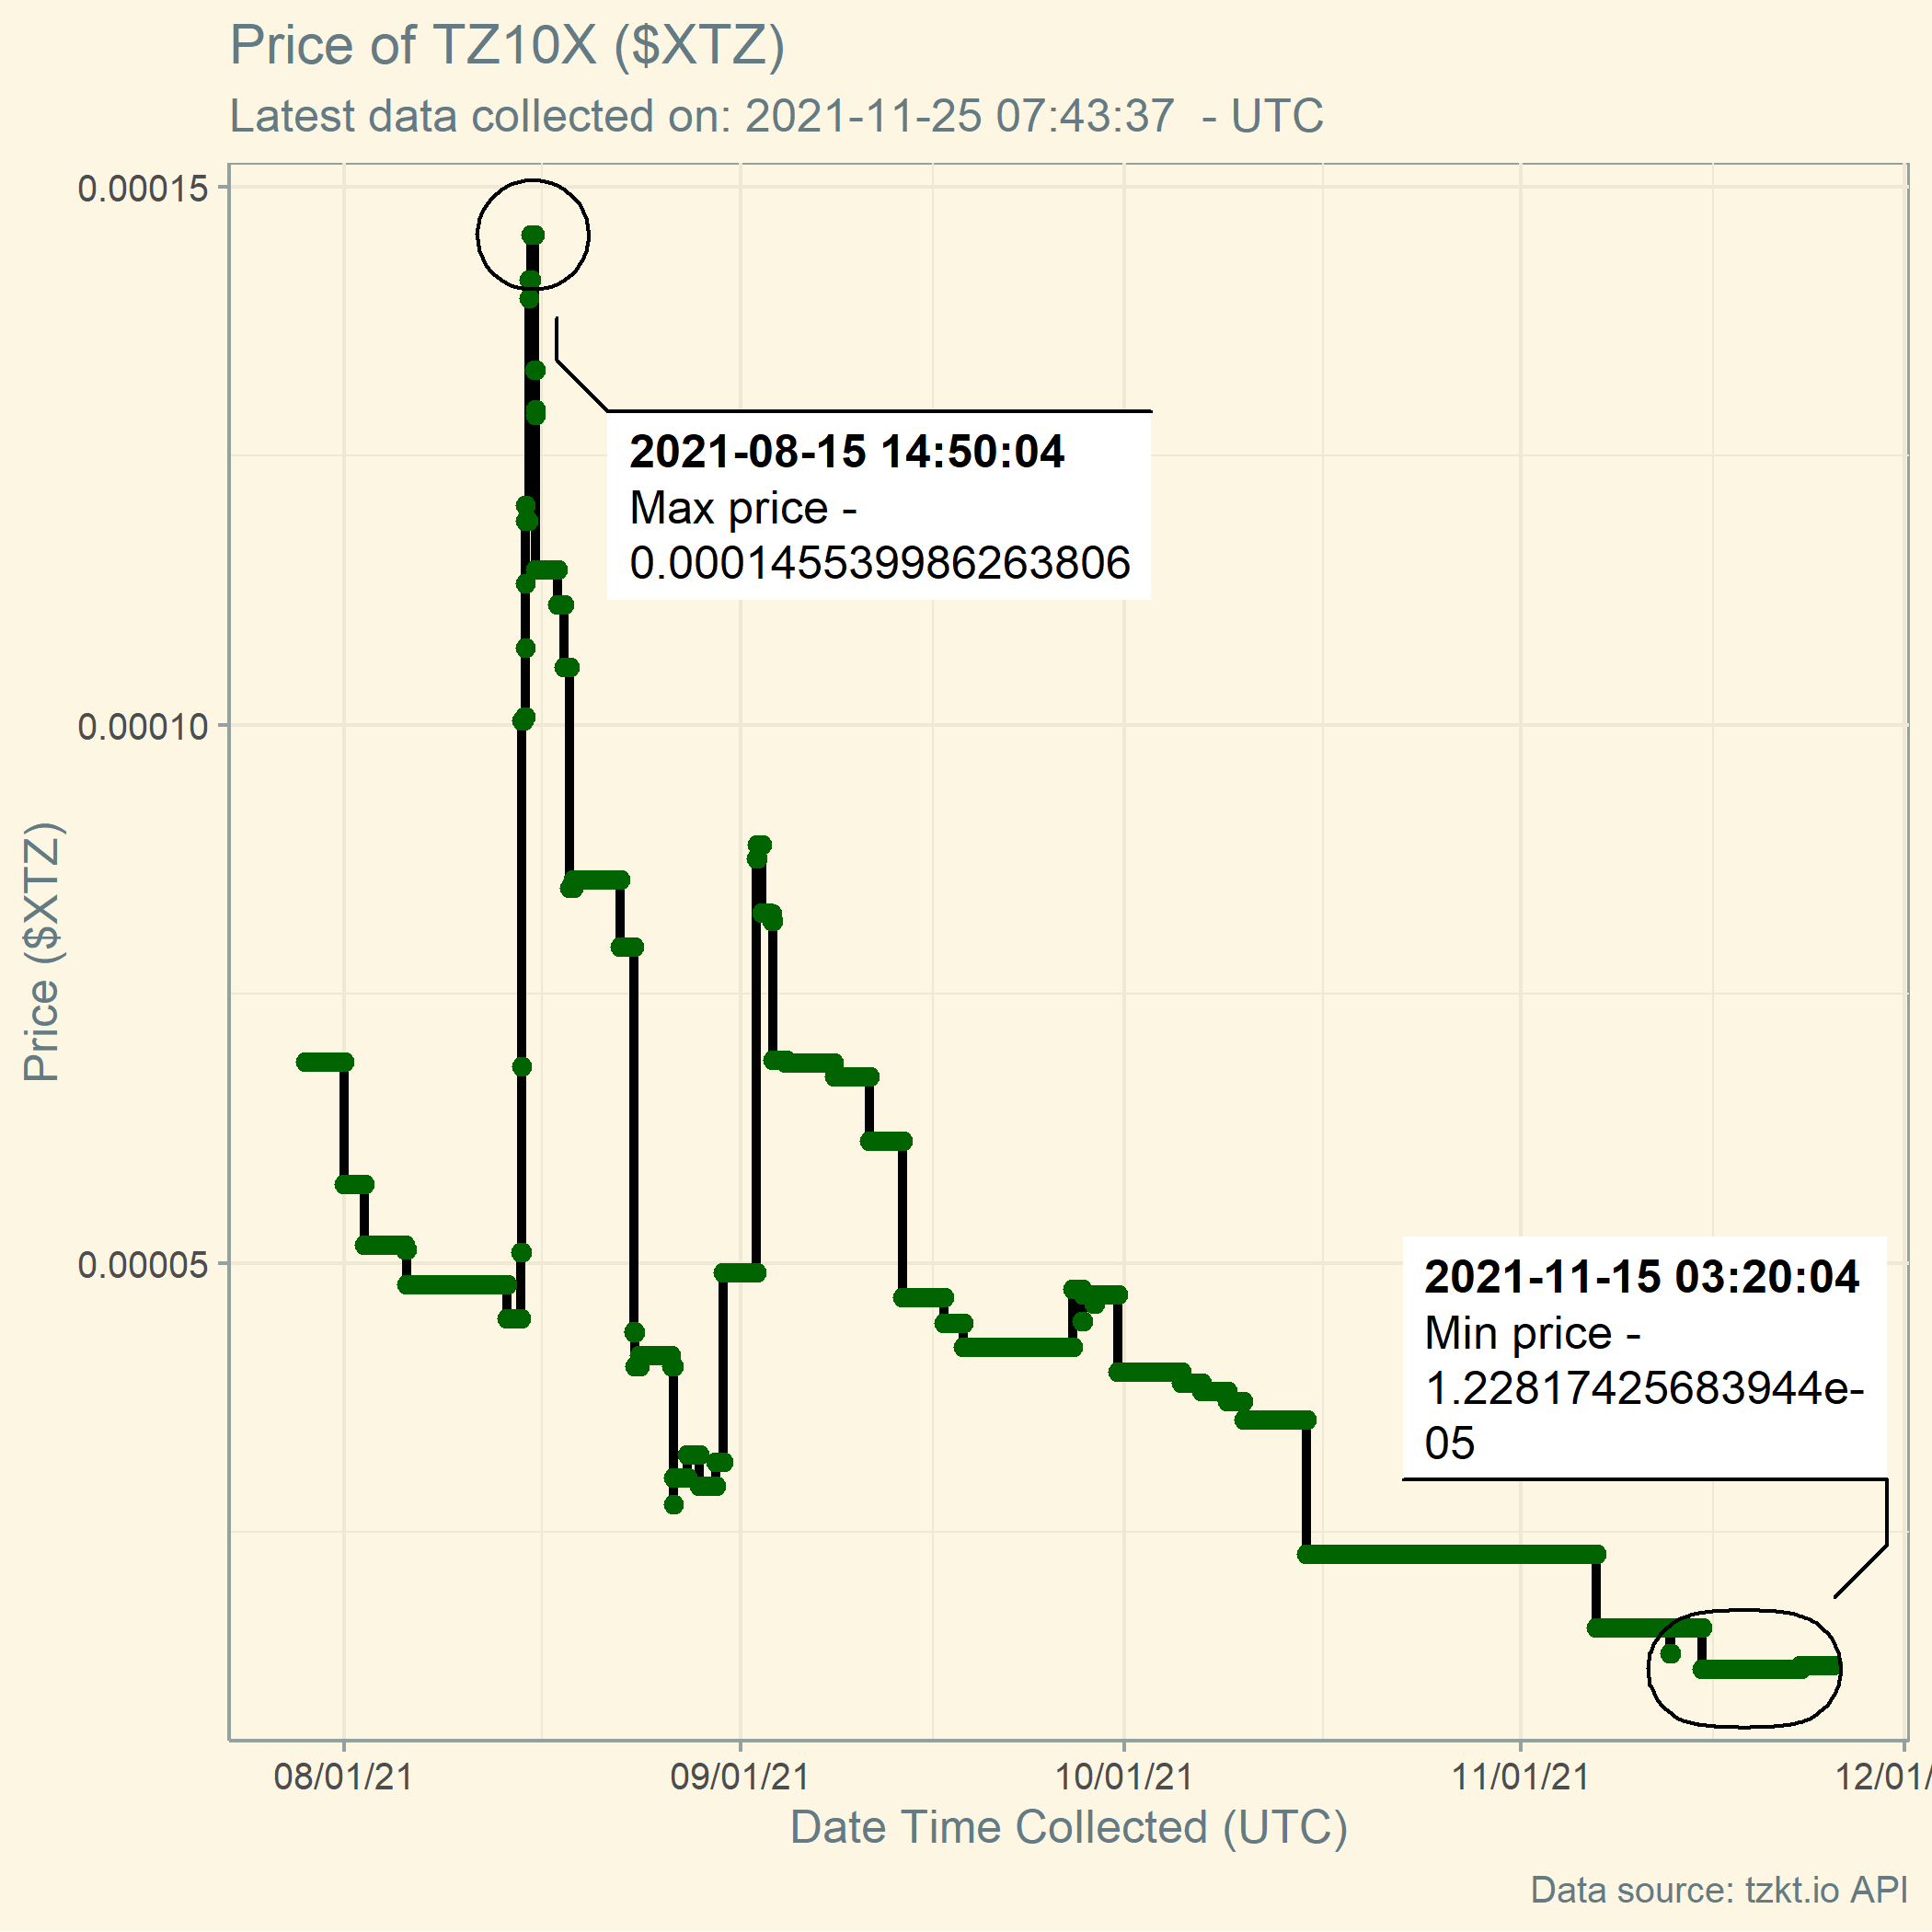 Price of TZ10X ($XTZ)
Latest data collected on: 2021-11-25 07:43:37  - UTC
0.00015
0.00010
0.00005
Price ($XTZ)
2021-08-15 14:50:04
Max price -
0.000145539986263806
2021-11-15 03:20:04
Min price -
1.22817425683944e-
05
08/01/21
09/01/21
10/01/21
11/01/21
12/01/
Date Time Collected (UTC)
Data source: tzkt.io API